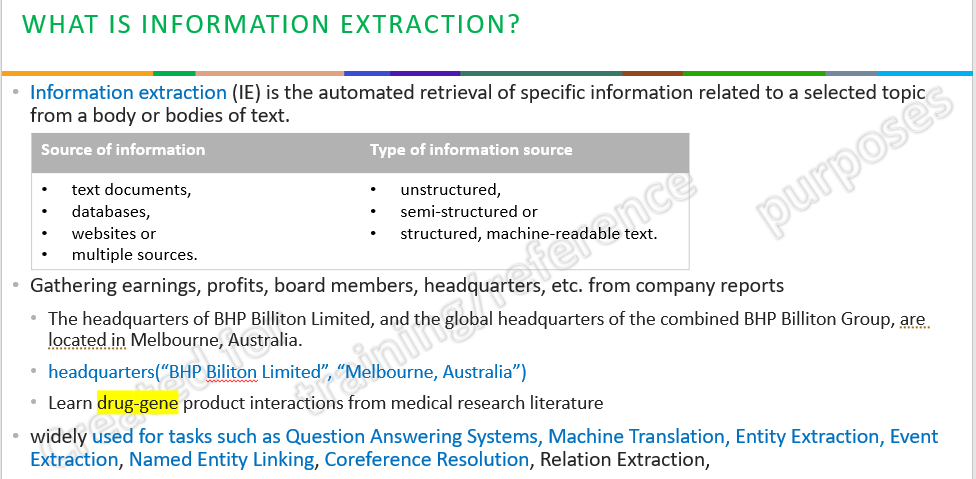 WHAT IS INFORMATION EXTRACTION?
• Information extraction (IE) is the automated retrieval of specific information related to a selected topic
from a body or bodies of text.
Source of information Type of information source
• text documents, • unstructured,
• databases, • semi-structured or
• websites or • structured, machine-readable text.
• multiple sources.
• Gathering earnings, profits, board members, headquarters, etc. from company reports
• The headquarters of BHP Billiton Limited, and the global headquarters of the combined BHP Billiton Group, are
located in Melbourne, Australia.
• headquarters(“BHP Biliton Limited”, “Melbourne, Australia”)
• Learn drug-gene product interactions from medical research literature
• widely used for tasks such as Question Answering Systems, Machine Translation, Entity Extraction, Event
Extraction, Named Entity Linking, Coreference Resolution, Relation Extraction,
Created for
training/reference
purposes